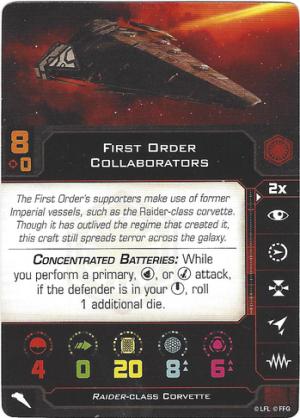 8
0
FIRST ORDER
COLLABORATORS
2x
The First Order's supporters make use of former
Imperial vessels, such as the Raider-class corvette.
Though it has outlived the regime that created it,
this craft still spreads terror across the galaxy.
CONCENTRATED BATTERIES: While
you perform a primary, , or attack,
if the defender is in your , roll
1 additional die.
4 0 20 8 6
RAIDER-CLASS CORVETTE
© LFL © FFG